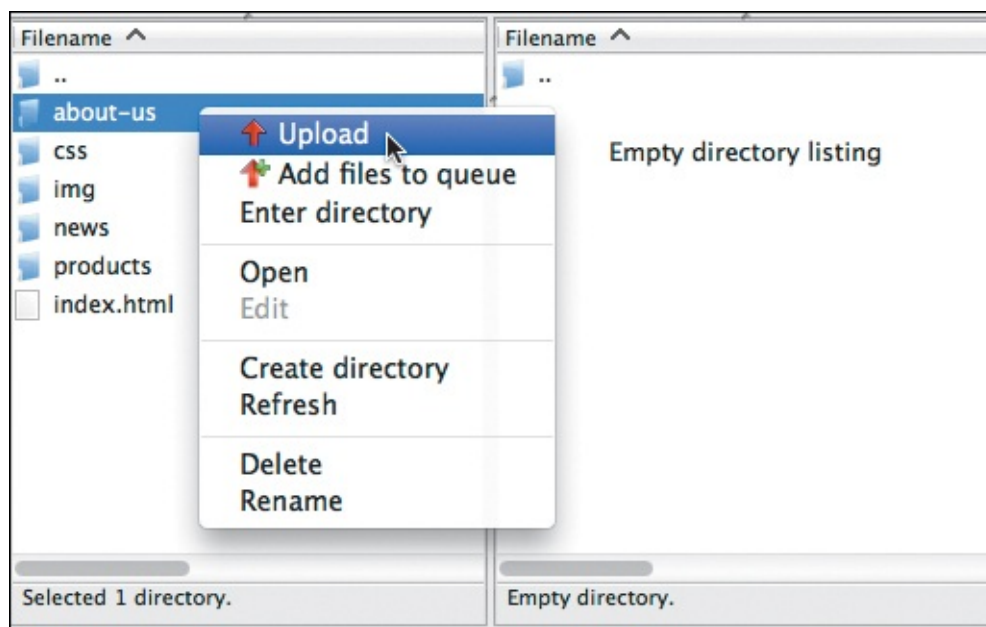 Filename
..
about-us
css
img
news
products
index.html
Selected 1 directory.
Upload
Add files to queue
Enter directory
Open
Edit
Create directory
Refresh
Delete
Rename
Filename
..
Empty directory listing
Empty directory.